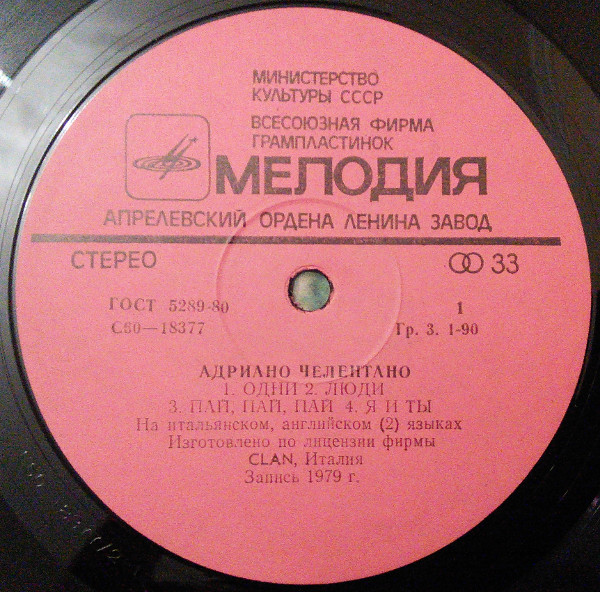 МИНИСТЕРСТВО
КУЛЬТУРЫ СССР
ВСЕСОЮЗНАЯ ФИРМА
ГРАМПЛАСТИНОК
МЕЛОДИЯ
АПРЕЛЕВСКИЙ ОРДЕНА ЛЕНИНА ЗАВОД
СТЕРЕО 33
ГОСТ 5289-80 1
С60—18377 Гр. 3. 1-90
АДРИАНО ЧЕЛЕНТАНО
1. ОДНИ 2. ЛЮДИ
3. ПАЙ, ПАЙ, ПАЙ 4. Я И ТЫ
На итальянском, английском (2) языках
Изготовлено по лицензии фирмы
CLAN, Италия
Запись 1979 г.